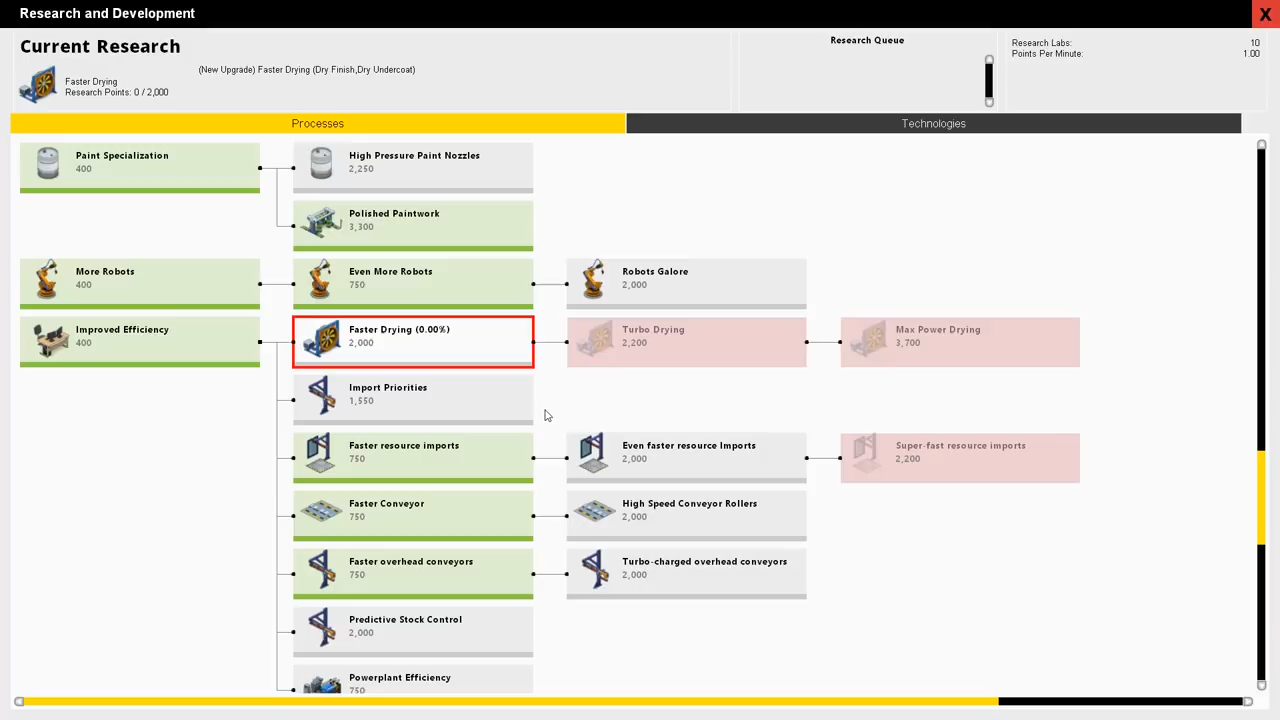 Research and Development
X
Current Research
Faster Drying
Research Points: 0 / 2,000
(New Upgrade) Faster Drying (Dry Finish,Dry Undercoat)
Research Queue
Research Labs: 10
Points Per Minute: 1.00
Processes
Technologies
Paint Specialization
400
High Pressure Paint Nozzles
2,250
Polished Paintwork
3,300
More Robots
400
Even More Robots
750
Robots Galore
2,000
Improved Efficiency
400
Faster Drying (0.00%)
2,000
Turbo Drying
2,200
Max Power Drying
3,700
Import Priorities
1,550
Faster resource imports
750
Even faster resource Imports
2,000
Super-fast resource imports
2,200
Faster Conveyor
750
High Speed Conveyor Rollers
2,000
Faster overhead conveyors
750
Turbo-charged overhead conveyors
2,000
Predictive Stock Control
2,000
Powerplant Efficiency
750